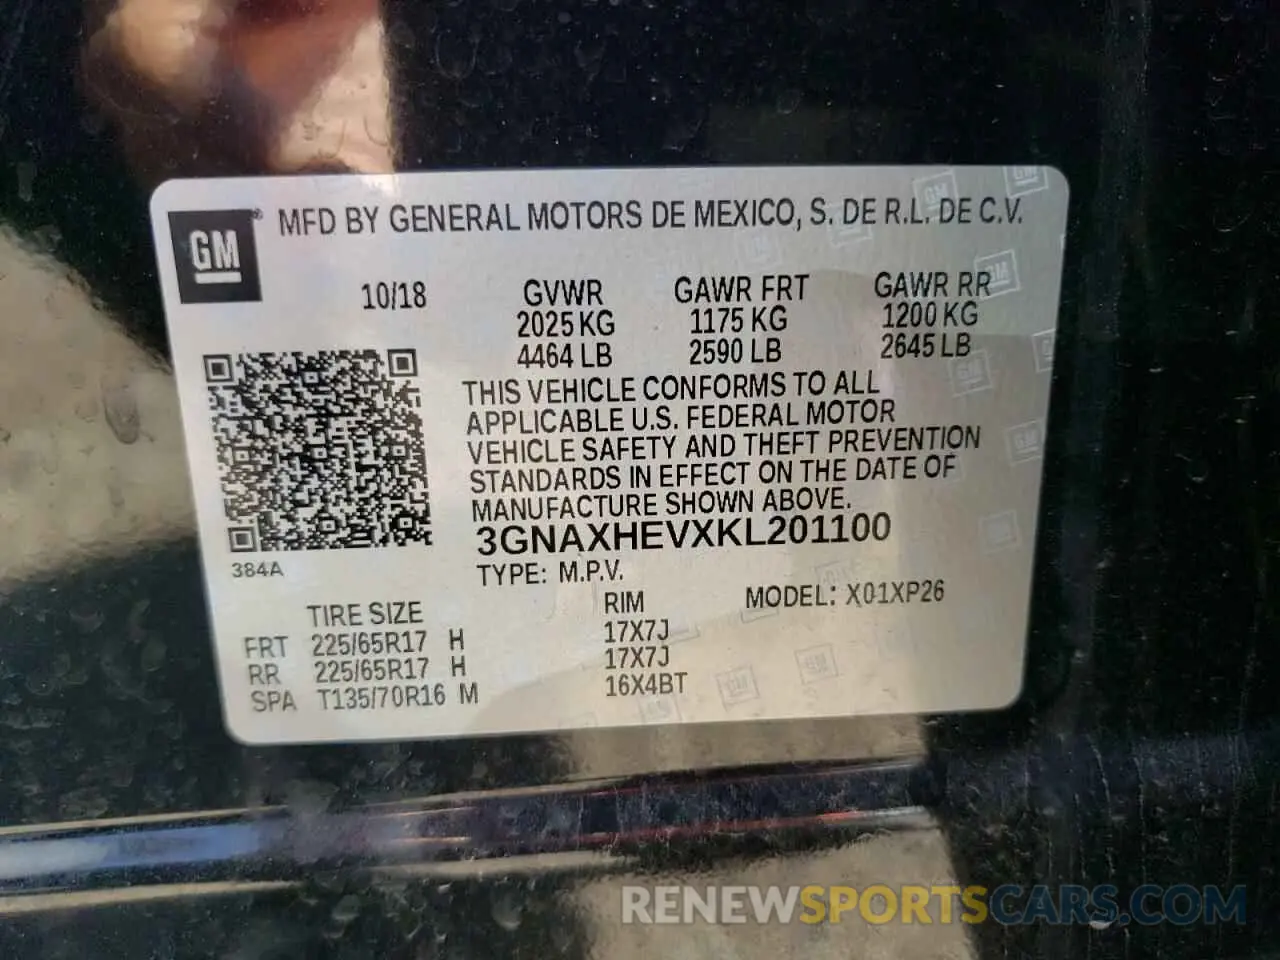 GM® MFD BY GENERAL MOTORS DE MEXICO, S. DE R.L. DE C.V.
10/18 GVWR GAWR FRT GAWR RR
2025 KG 1175 KG 1200 KG
4464 LB 2590 LB 2645 LB
THIS VEHICLE CONFORMS TO ALL
APPLICABLE U.S. FEDERAL MOTOR
VEHICLE SAFETY AND THEFT PREVENTION
STANDARDS IN EFFECT ON THE DATE OF
MANUFACTURE SHOWN ABOVE.
3GNAXHEVXKL201100
384A
TYPE: M.P.V.
TIRE SIZE RIM MODEL: X01XP26
FRT 225/65R17 H 17X7J
RR 225/65R17 H 17X7J
SPA T135/70R16 M 16X4BT
RENEWSPORTSCARS.COM